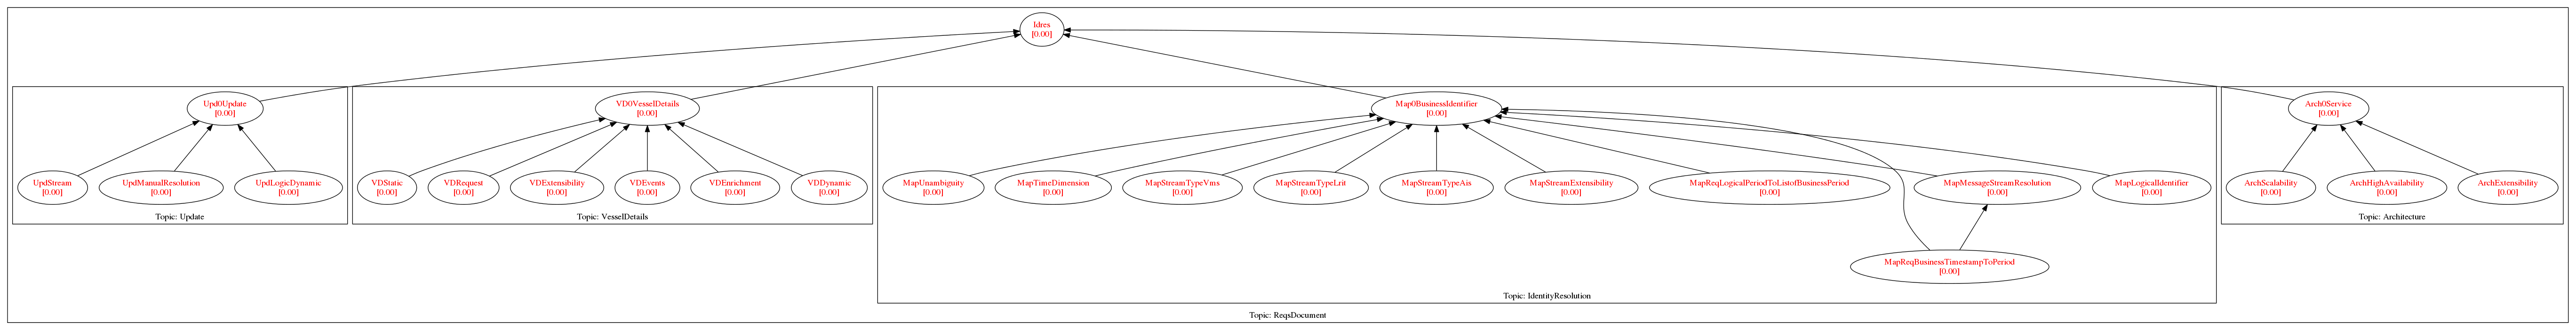 Idres
[0.00]
Upd0Update
[0.00]
VD0VesselDetails
[0.00]
Map0BusinessIdentifier
[0.00]
Arch0Service
[0.00]
UpdStream
[0.00]
UpdManualResolution
[0.00]
UpdLogicDynamic
[0.00]
VDStatic
[0.00]
VDRequest
[0.00]
VDExtensibility
[0.00]
VDEvents
[0.00]
VDEnrichment
[0.00]
VDDynamic
[0.00]
MapUnambiguity
[0.00]
MapTimeDimension
[0.00]
MapStreamTypeVms
[0.00]
MapStreamTypeLrit
[0.00]
MapStreamTypeAis
[0.00]
MapStreamExtensibility
[0.00]
MapReqLogicalPeriodToListofBusinessPeriod
[0.00]
MapMessageStreamResolution
[0.00]
MapLogicalIdentifier
[0.00]
ArchScalability
[0.00]
ArchHighAvailability
[0.00]
ArchExtensibility
[0.00]
Topic: Update
Topic: VesselDetails
Topic: Architecture
MapReqBusinessTimestampToPeriod
[0.00]
Topic: IdentityResolution
Topic: ReqsDocument